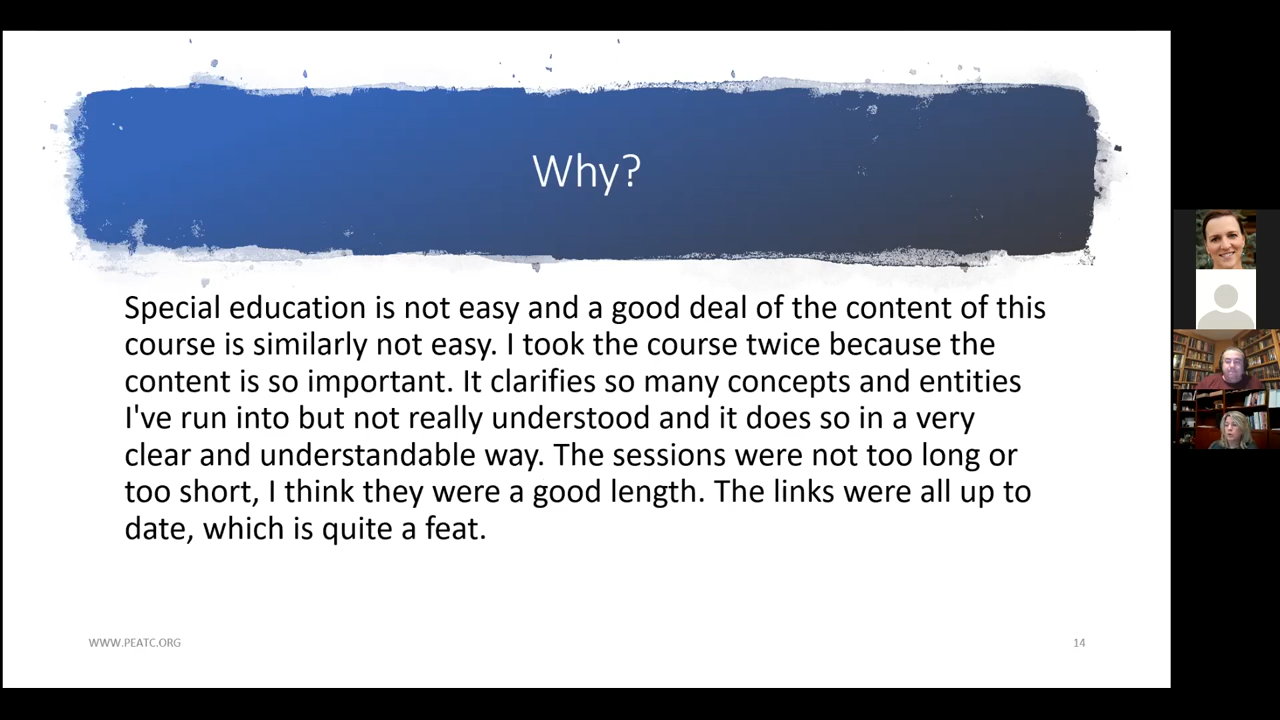 Why?
Special education is not easy and a good deal of the content of this
course is similarly not easy. I took the course twice because the
content is so important. It clarifies so many concepts and entities
I've run into but not really understood and it does so in a very
clear and understandable way. The sessions were not too long or
too short, I think they were a good length. The links were all up to
date, which is quite a feat.
WWW.PEATC.ORG
14